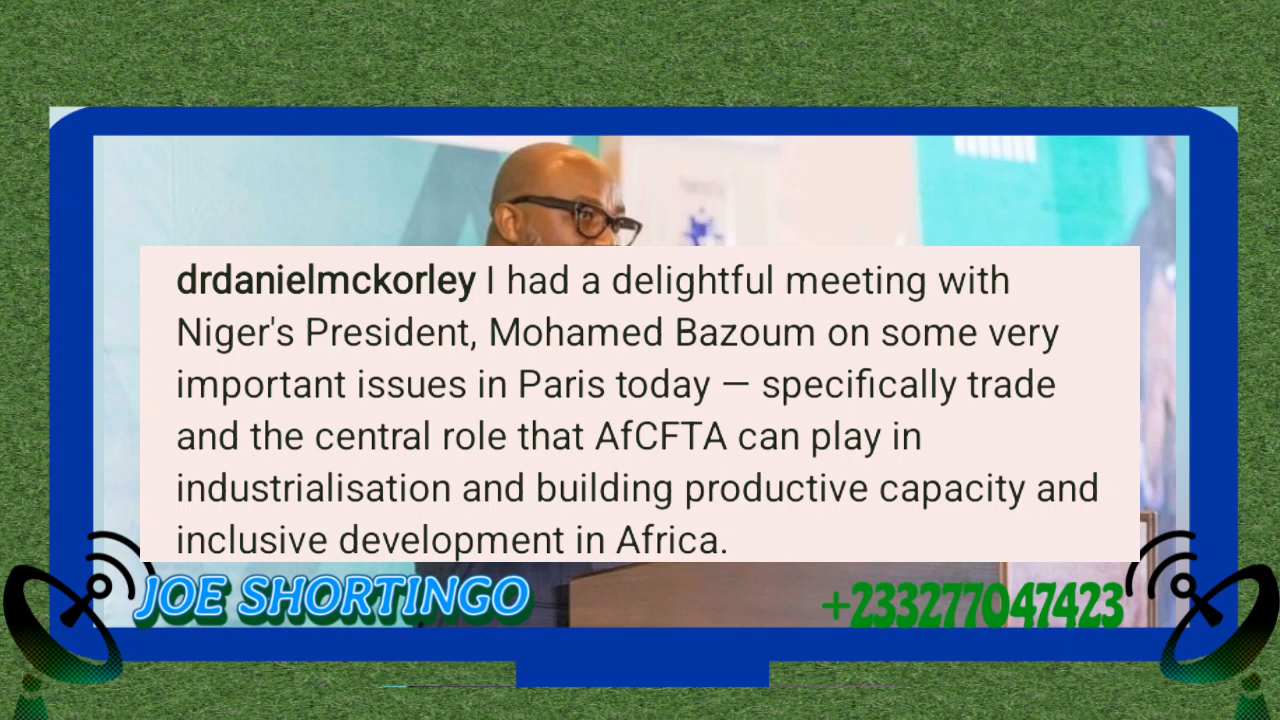 drdanielmckorley I had a delightful meeting with
Niger's President, Mohamed Bazoum on some very
important issues in Paris today — specifically trade
and the central role that AfCFTA can play in
industrialisation and building productive capacity and
inclusive development in Africa.
JOE SHORTINGO
+233277047423